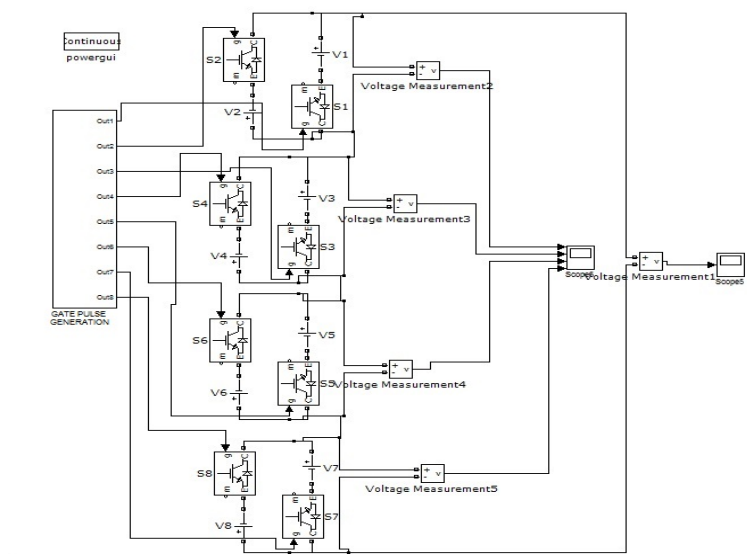 Continuous
powergui
S2
g
C
m
E
V1
V2
m
E
S1
g
C
+
-
v
Voltage Measurement2
Out1
Out2
Out3
Out4
Out5
Out6
Out7
Out8
GATE PULSE
GENERATION
S4
g
C
m
E
V3
V4
m
E
S3
g
C
+
-
v
Voltage Measurement3
S6
g
C
m
E
V5
V6
m
E
S5
g
C
+
-
v
Voltage Measurement4
S8
g
C
m
E
V7
V8
m
E
S7
g
C
+
-
v
Voltage Measurement5
+
-
v
Voltage Measurement1
Scope5